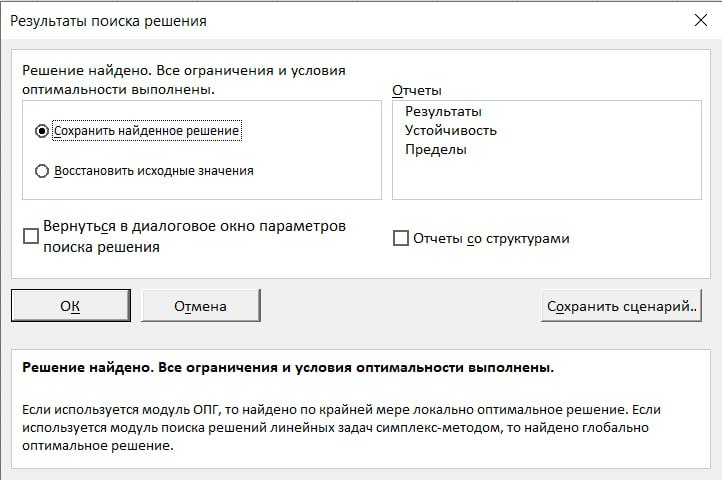 Результаты поиска решения
Решение найдено. Все ограничения и условия
оптимальности выполнены.
Сохранить найденное решение
Восстановить исходные значения
Отчеты
Результаты
Устойчивость
Пределы
Вернуться в диалоговое окно параметров
поиска решения
Отчеты со структурами
ОК
Отмена
Сохранить сценарий..
Решение найдено. Все ограничения и условия оптимальности выполнены.
Если используется модуль ОПГ, то найдено по крайней мере локально оптимальное решение. Если
используется модуль поиска решений линейных задач симплекс-методом, то найдено глобально
оптимальное решение.